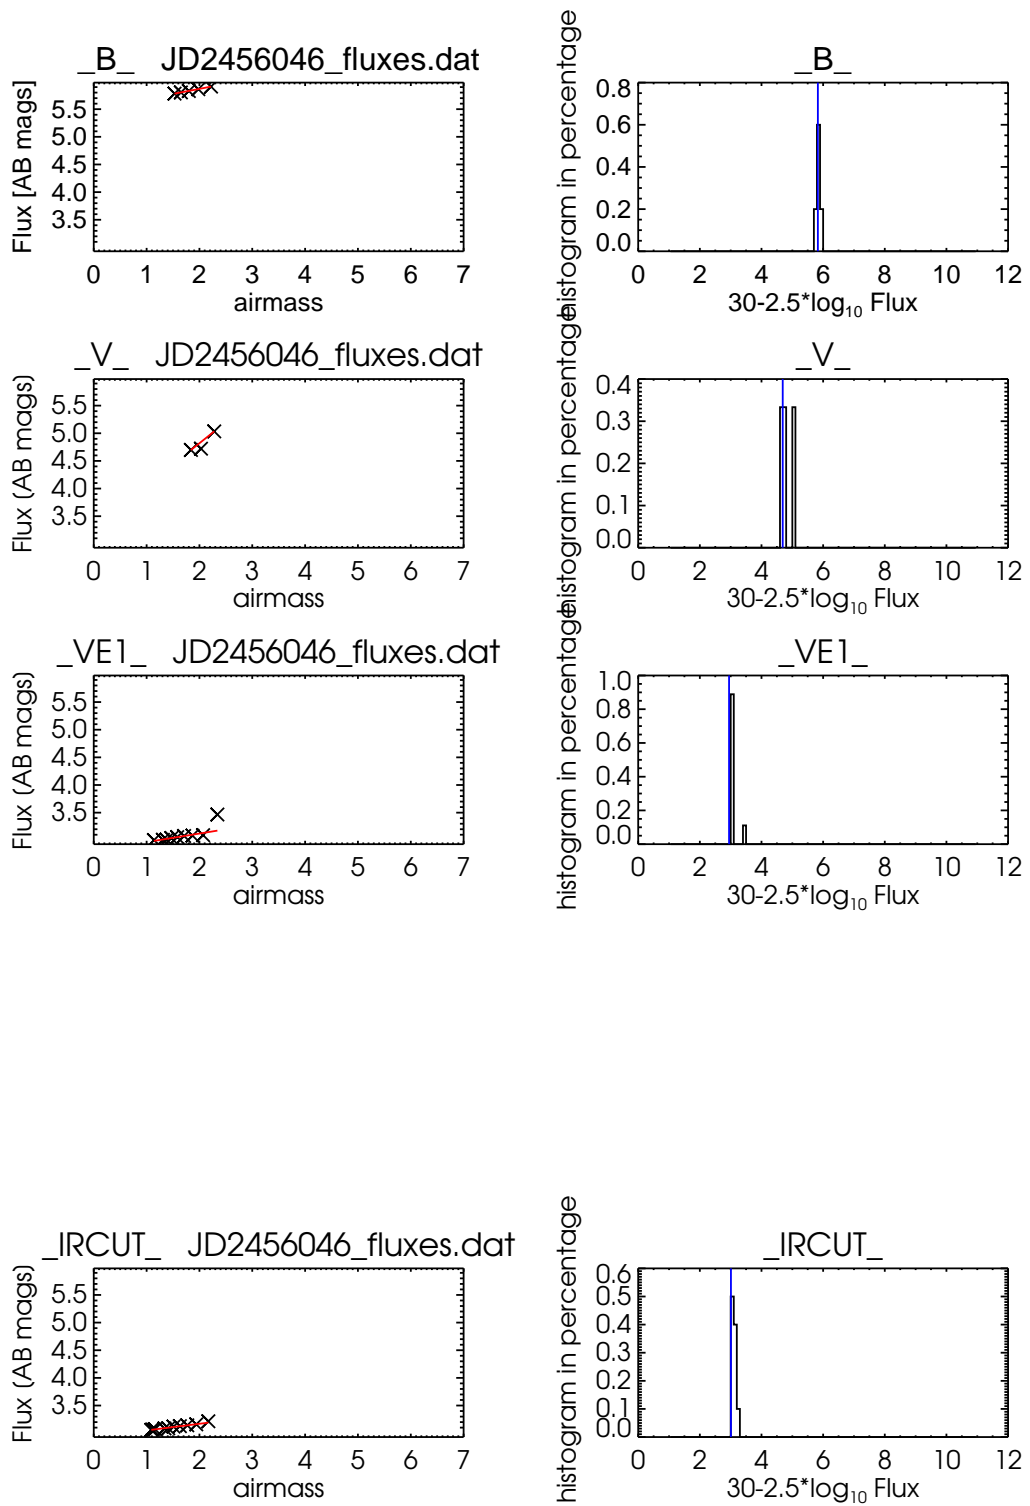 _B_ JD2456046_fluxes.dat
Flux [AB mags]
5.5
5.0
4.5
4.0
3.5
0 1 2 3 4 5 6 7
airmass
_B_
histogram in percentage
0.8
0.6
0.4
0.2
0.0
0 2 4 6 8 10 12
30-2.5*log₁₀ Flux
_V_ JD2456046_fluxes.dat
Flux (AB mags)
5.5
5.0
4.5
4.0
3.5
0 1 2 3 4 5 6 7
airmass
_V_
histogram in percentage
0.4
0.3
0.2
0.1
0.0
0 2 4 6 8 10 12
30-2.5*log₁₀ Flux
_VE1_ JD2456046_fluxes.dat
Flux (AB mags)
5.5
5.0
4.5
4.0
3.5
0 1 2 3 4 5 6 7
airmass
_VE1_
histogram in percentage
1.0
0.8
0.6
0.4
0.2
0.0
0 2 4 6 8 10 12
30-2.5*log₁₀ Flux
_IRCUT_ JD2456046_fluxes.dat
Flux (AB mags)
5.5
5.0
4.5
4.0
3.5
0 1 2 3 4 5 6 7
airmass
_IRCUT_
histogram in percentage
0.6
0.5
0.4
0.3
0.2
0.1
0.0
0 2 4 6 8 10 12
30-2.5*log₁₀ Flux